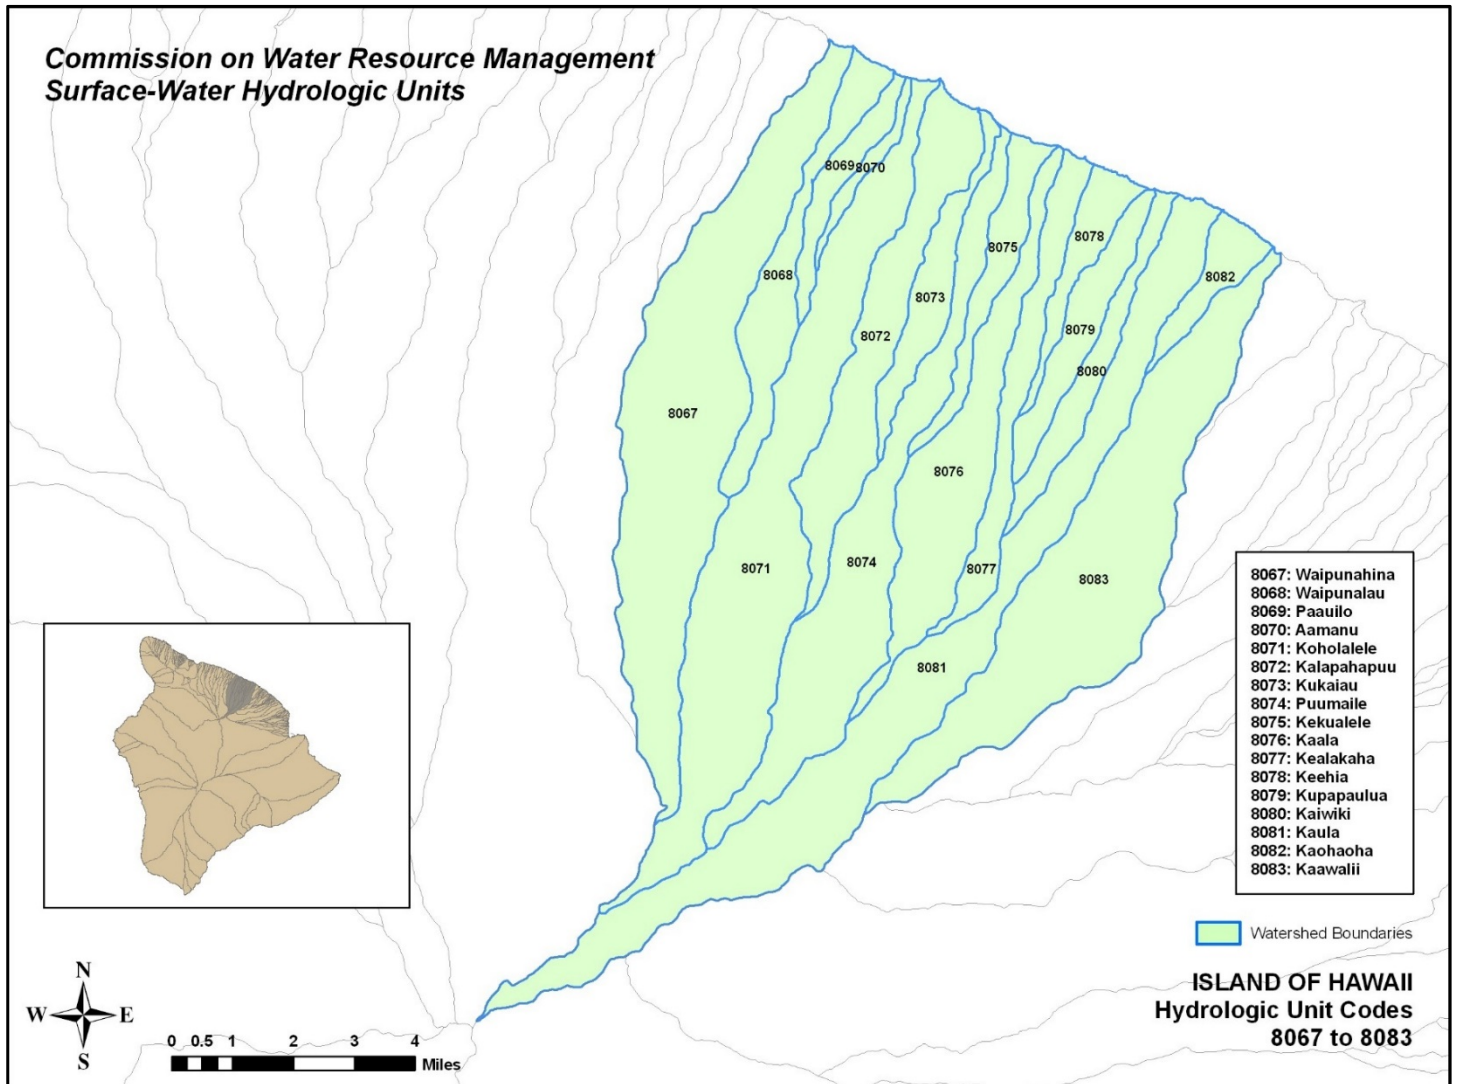 Commission on Water Resource Management
Surface-Water Hydrologic Units
8069
8070
8075
8078
8068
8082
8073
8072
8079
8080
8067
8076
8071
8074
8077
8083
8081
8067: Waipunahina
8068: Waipunalau
8069: Paauilo
8070: Aamanu
8071: Koholalele
8072: Kalapahapuu
8073: Kukaiau
8074: Puumaile
8075: Kekualele
8076: Kaala
8077: Kealakaha
8078: Keehia
8079: Kupapaulua
8080: Kaiwiki
8081: Kaula
8082: Kaohaoha
8083: Kaawalii
Watershed Boundaries
ISLAND OF HAWAII
Hydrologic Unit Codes
8067 to 8083
N
W E
S
0 0.5 1 2 3 4
Miles